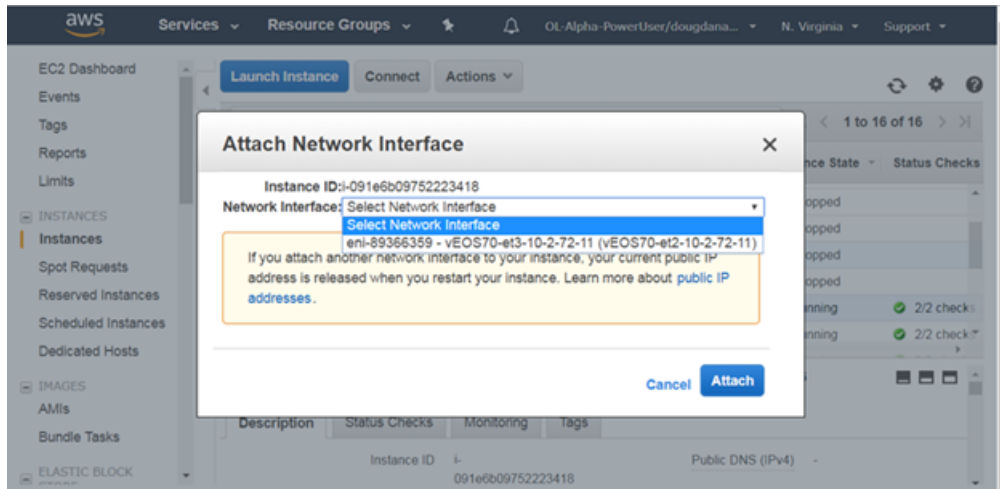 aws Services Resource Groups OL-Alpha-PowerUser/dougdana... N. Virginia Support
EC2 Dashboard
Events
Tags
Reports
Limits
INSTANCES
Instances
Spot Requests
Reserved Instances
Scheduled Instances
Dedicated Hosts
IMAGES
AMIs
Bundle Tasks
ELASTIC BLOCK
Launch Instance Connect Actions
1 to 16 of 16
nce State Status Checks
opped
opped
opped
opped
nning 2/2 checks
nning 2/2 check
Attach Network Interface
Instance ID:i-091e6b09752223418
Network Interface: Select Network Interface
Select Network Interface
eni-89366359 - vEOS70-et3-10-2-72-11 (vEOS70-et2-10-2-72-11)
If you attach another network interface to your instance, your current public IP
address is released when you restart your instance. Learn more about public IP
addresses.
Cancel Attach
Description Status Checks Monitoring Tags
Instance ID i-
091e6b09752223418
Public DNS (IPv4) -